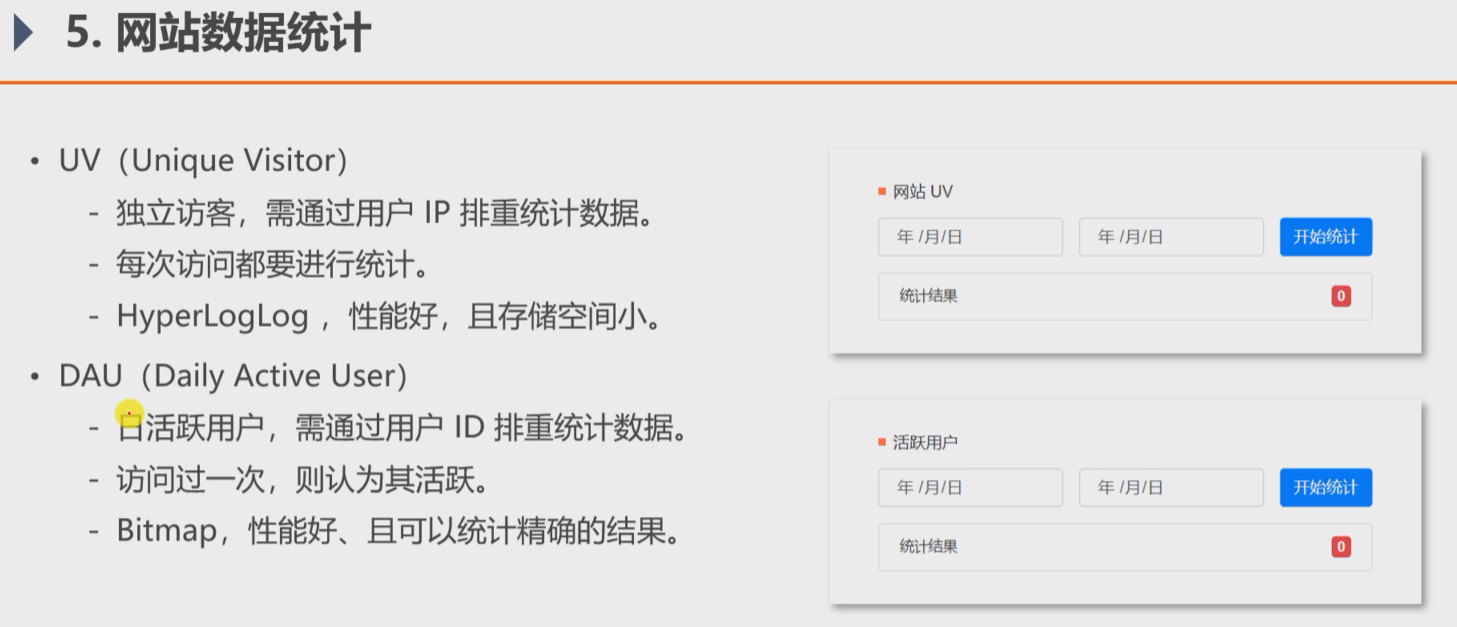 5. 网站数据统计
• UV（Unique Visitor）
- 独立访客，需通过用户 IP 排重统计数据。
- 每次访问都要进行统计。
- HyperLogLog ，性能好，且存储空间小。
• DAU（Daily Active User）
- 日活跃用户，需通过用户 ID 排重统计数据。
- 访问过一次，则认为其活跃。
- Bitmap，性能好、且可以统计精确的结果。
网站 UV
年 /月/日 年 /月/日 开始统计
统计结果 0
活跃用户
年 /月/日 年 /月/日 开始统计
统计结果 0